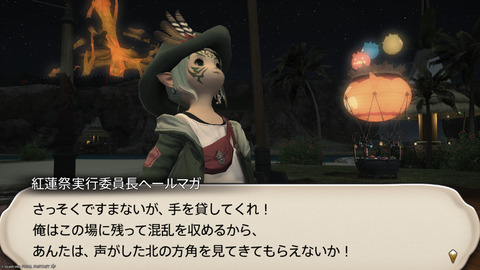 紅蓮祭実行委員長ヘールマガ
さっそくですまないが、手を貸してくれ！
俺はこの場に残って混乱を収めるから、
あんたは、声がした北の方角を見てきてもらえないか！